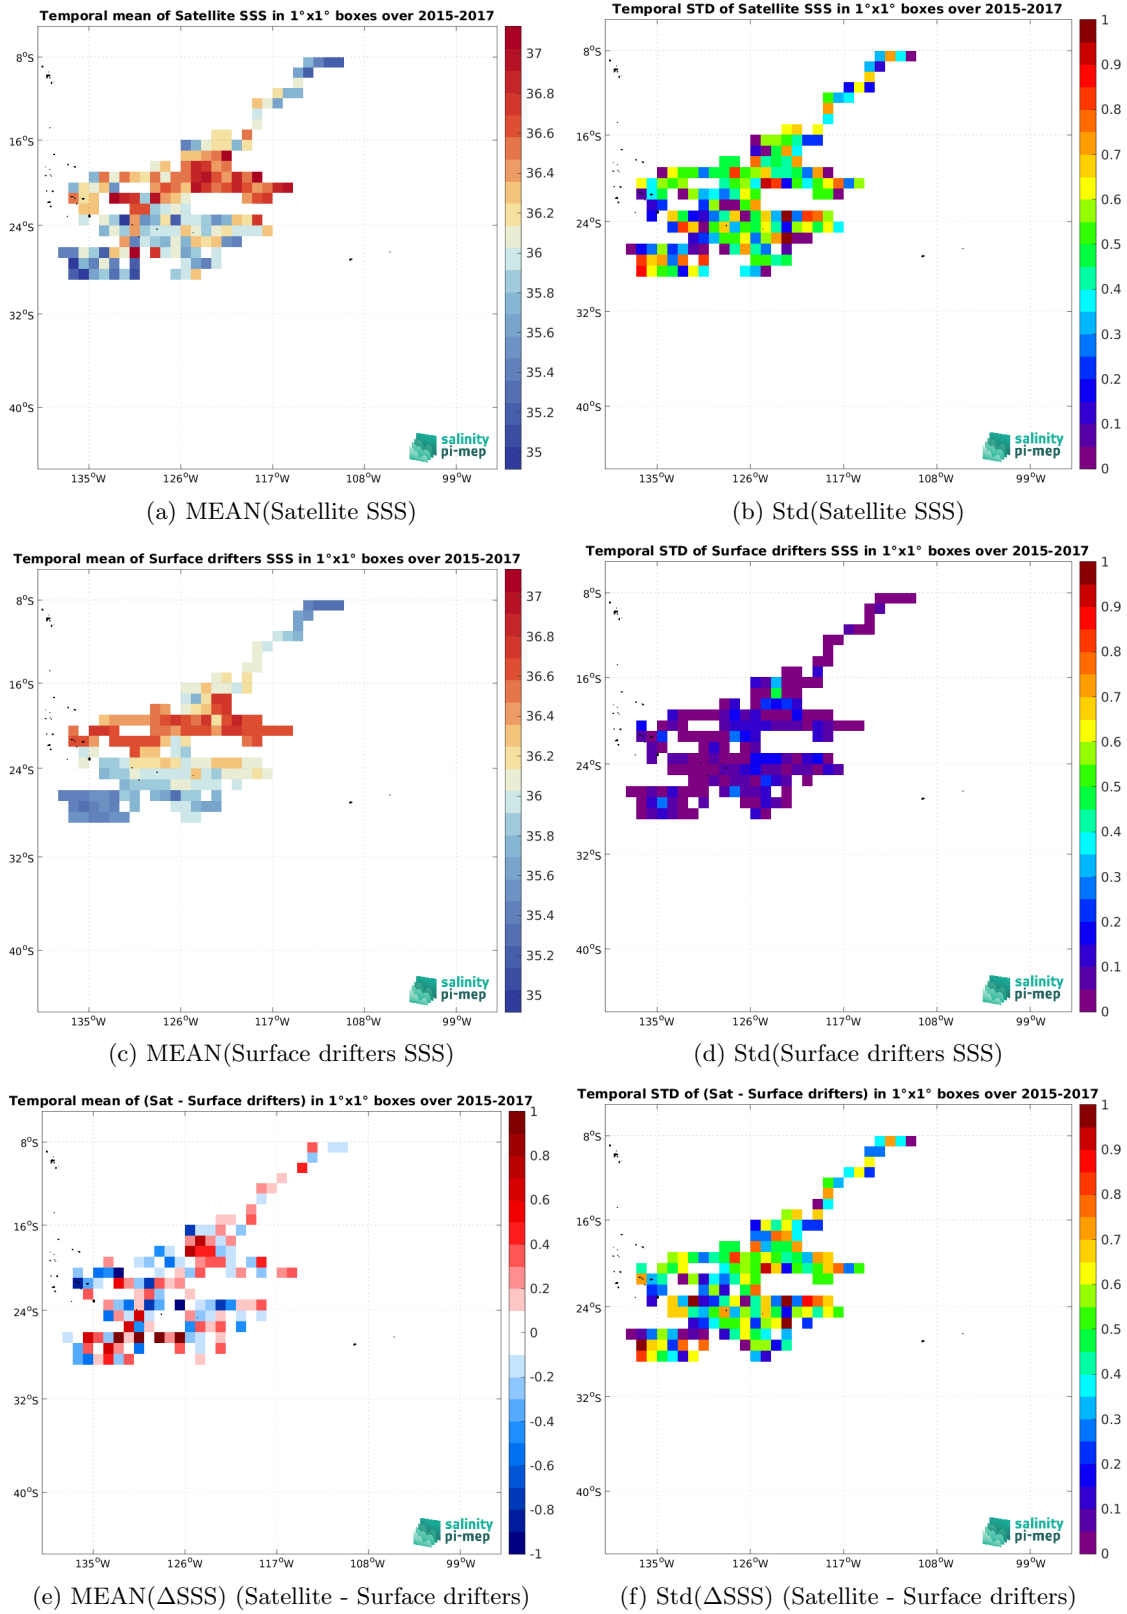 Temporal mean of Satellite SSS in 1°x1° boxes over 2015-2017
8°S
16°S
24°S
32°S
40°S
135°W 126°W 117°W 108°W 99°W
37
36.8
36.6
36.4
36.2
36
35.8
35.6
35.4
35.2
35
salinity
pi-mep
(a) MEAN(Satellite SSS)
Temporal STD of Satellite SSS in 1°x1° boxes over 2015-2017
8°S
16°S
24°S
32°S
40°S
135°W 126°W 117°W 108°W 99°W
1
0.9
0.8
0.7
0.6
0.5
0.4
0.3
0.2
0.1
0
salinity
pi-mep
(b) Std(Satellite SSS)
Temporal mean of Surface drifters SSS in 1°x1° boxes over 2015-2017
8°S
16°S
24°S
32°S
40°S
135°W 126°W 117°W 108°W 99°W
37
36.8
36.6
36.4
36.2
36
35.8
35.6
35.4
35.2
35
salinity
pi-mep
(c) MEAN(Surface drifters SSS)
Temporal STD of Surface drifters SSS in 1°x1° boxes over 2015-2017
8°S
16°S
24°S
32°S
40°S
135°W 126°W 117°W 108°W 99°W
1
0.9
0.8
0.7
0.6
0.5
0.4
0.3
0.2
0.1
0
salinity
pi-mep
(d) Std(Surface drifters SSS)
Temporal mean of (Sat - Surface drifters) in 1°x1° boxes over 2015-2017
8°S
16°S
24°S
32°S
40°S
135°W 126°W 117°W 108°W 99°W
1
0.8
0.6
0.4
0.2
0
-0.2
-0.4
-0.6
-0.8
-1
salinity
pi-mep
(e) MEAN(ΔSSS) (Satellite - Surface drifters)
Temporal STD of (Sat - Surface drifters) in 1°x1° boxes over 2015-2017
8°S
16°S
24°S
32°S
40°S
135°W 126°W 117°W 108°W 99°W
1
0.9
0.8
0.7
0.6
0.5
0.4
0.3
0.2
0.1
0
salinity
pi-mep
(f) Std(ΔSSS) (Satellite - Surface drifters)